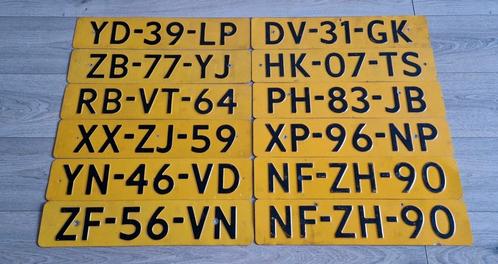 YD-39-LP DV-31-GK
ZB-77-YJ HK-07-TS
RB-VT-64 PH-83-JB
XX-ZJ-59 XP-96-NP
YN-46-VD NF-ZH-90
ZF-56-VN NF-ZH-90